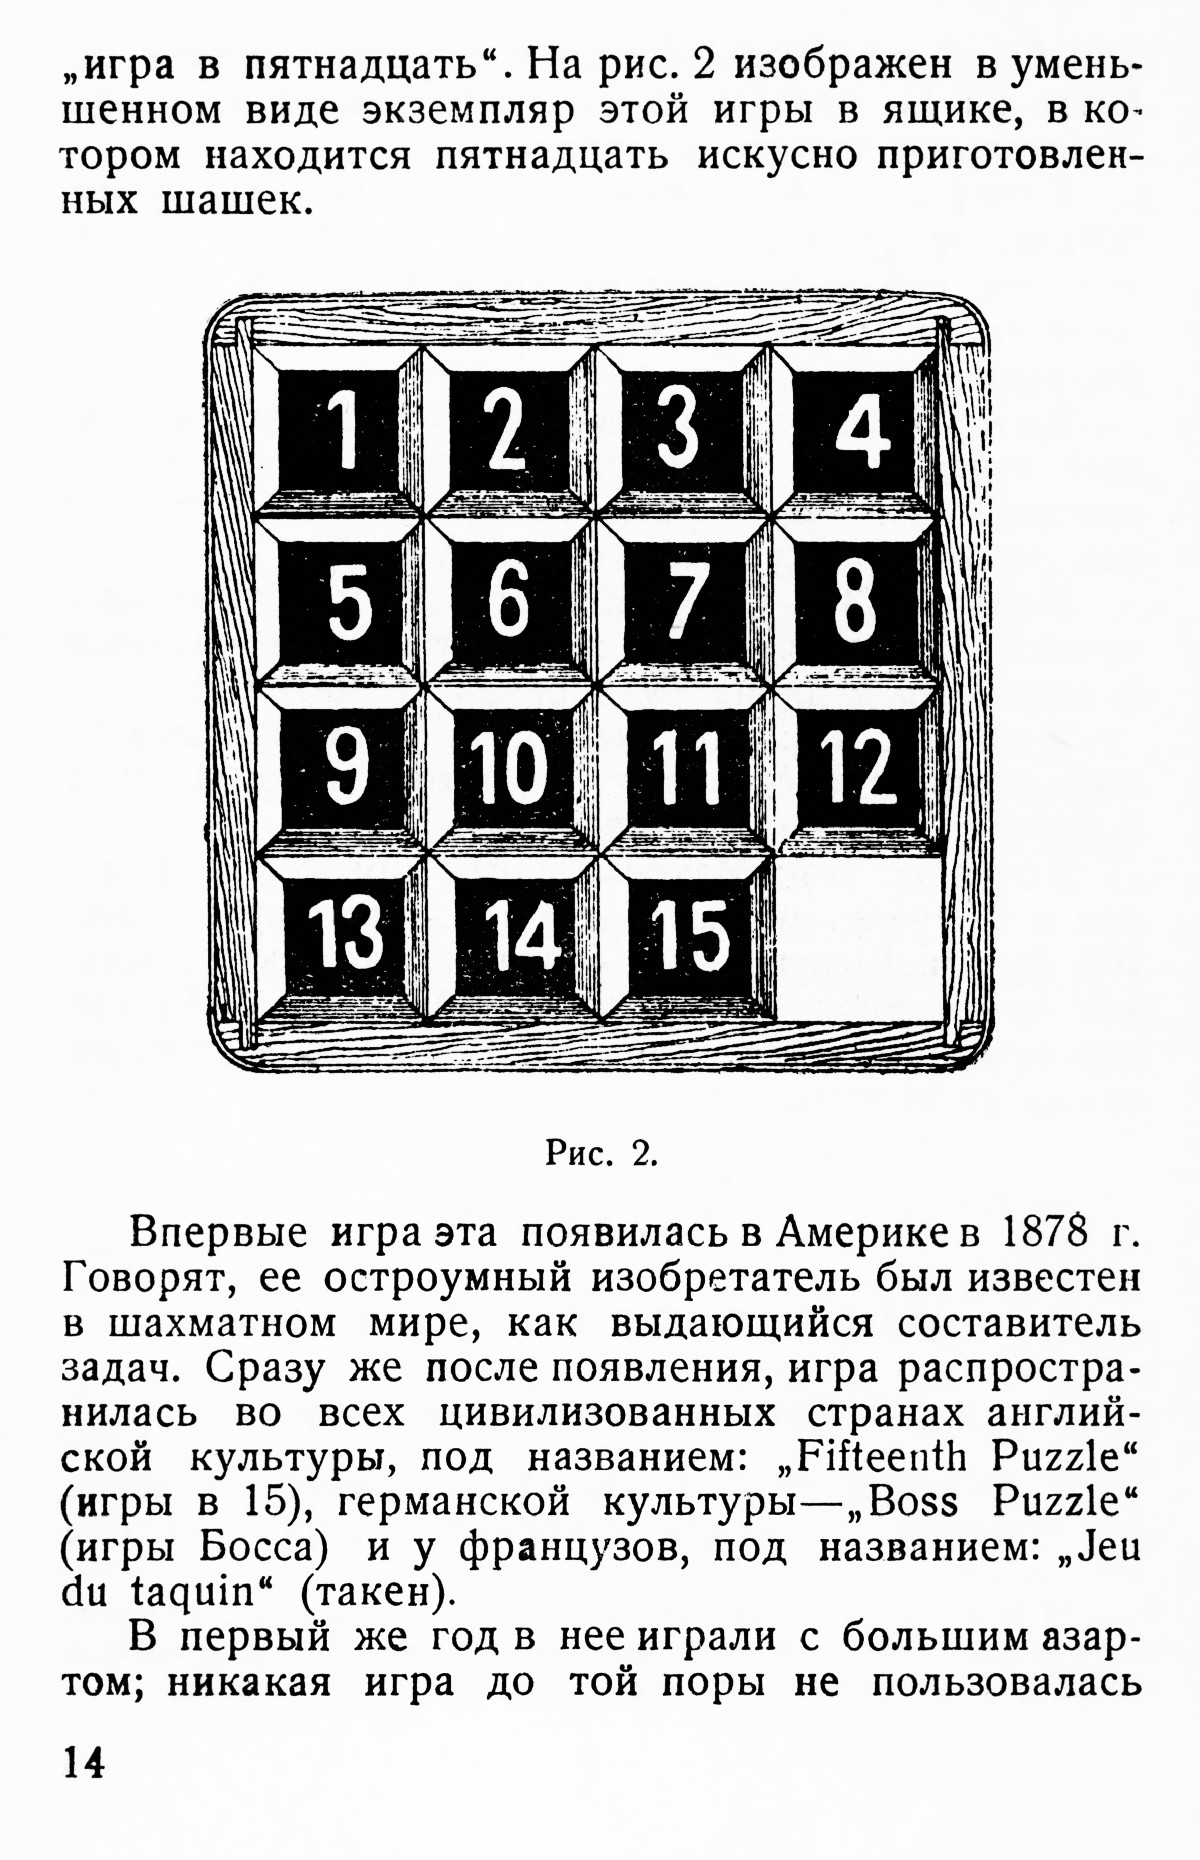 „игра в пятнадцать“. На рис. 2 изображен в умень-
шенном виде экземпляр этой игры в ящике, в ко-
тором находится пятнадцать искусно приготовлен-
ных шашек.
1 2 3 4
5 6 7 8
9 10 11 12
13 14 15
Рис. 2.
Впервые игра эта появилась в Америке в 1878 г.
Говорят, ее остроумный изобретатель был известен
в шахматном мире, как выдающийся составитель
задач. Сразу же после появления, игра распростра-
нилась во всех цивилизованных странах англий-
ской культуры, под названием: „Fifteenth Puzzle“
(игры в 15), германской культуры—„Boss Puzzle“
(игры Босса) и у французов, под названием: „Jeu
du taquin“ (такен).
В первый же год в нее играли с большим азар-
том; никакая игра до той поры не пользовалась
14